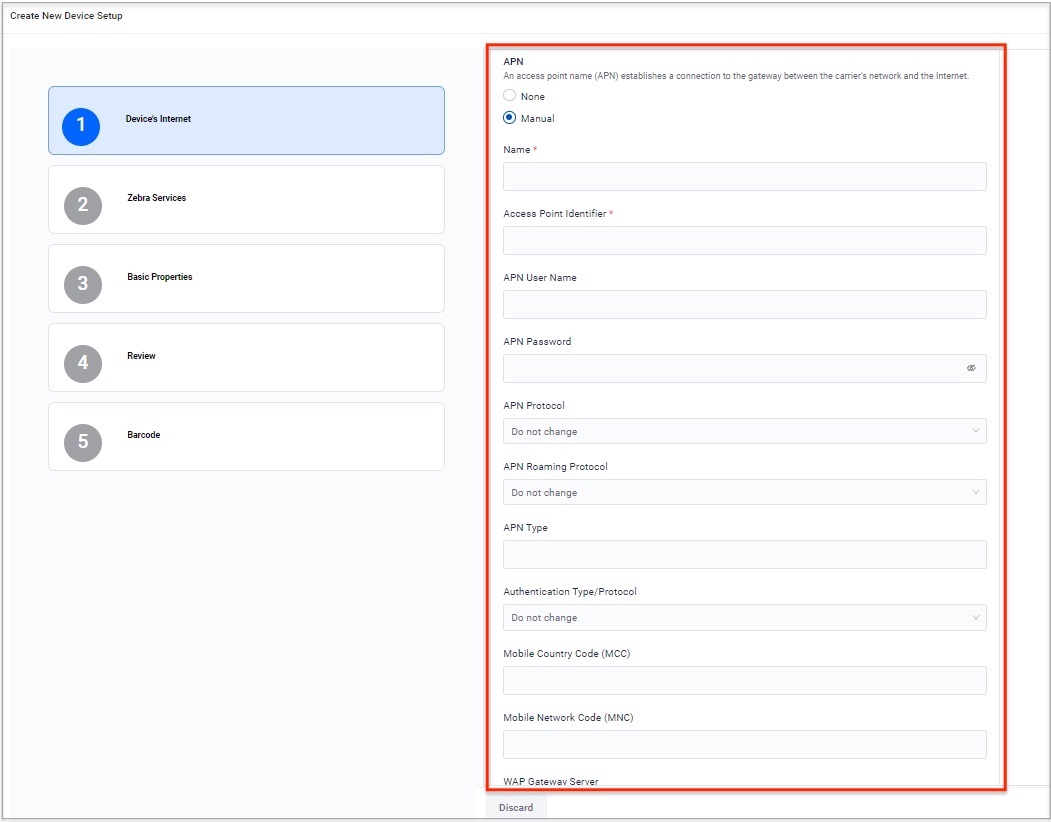 Create New Device Setup
1
Device's Internet
2
Zebra Services
3
Basic Properties
4
Review
5
Barcode
APN
An access point name (APN) establishes a connection to the gateway between the carrier's network and the Internet.
None
Manual
Name *
Access Point Identifier *
APN User Name
APN Password
APN Protocol
Do not change
APN Roaming Protocol
Do not change
APN Type
Authentication Type/Protocol
Do not change
Mobile Country Code (MCC)
Mobile Network Code (MNC)
WAP Gateway Server
Discard